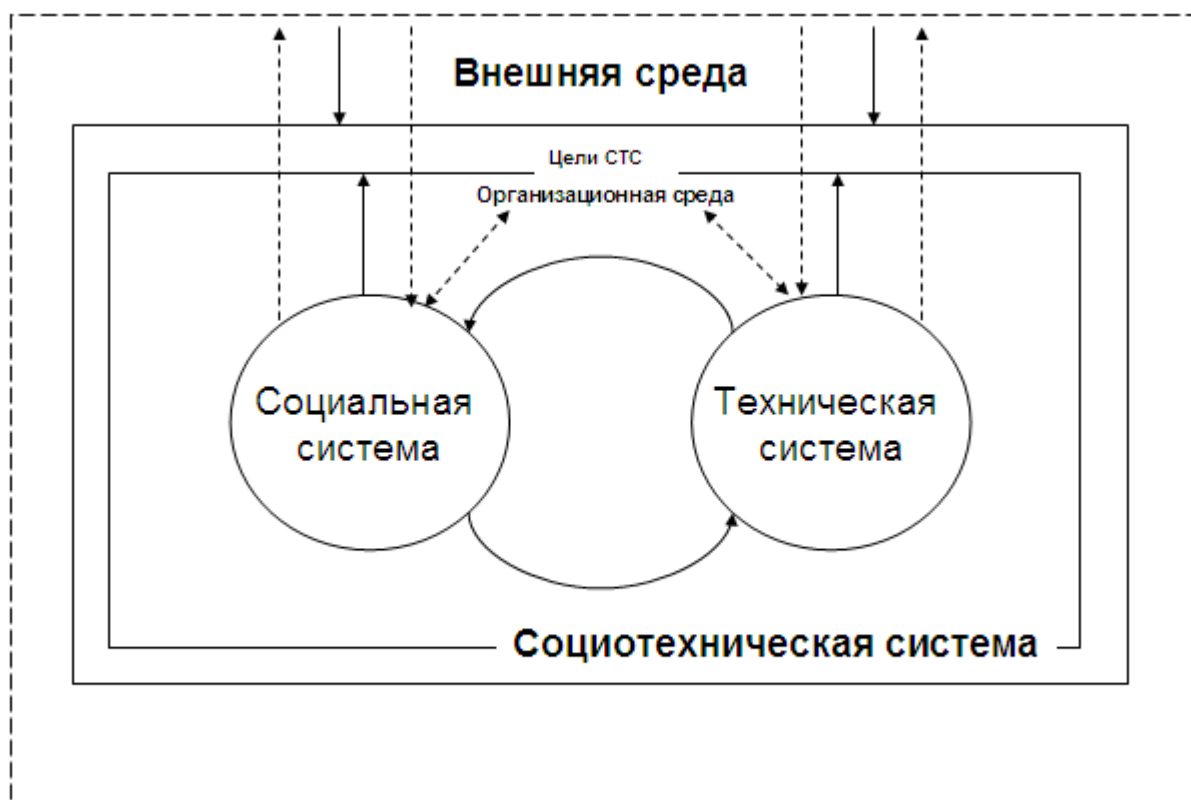 Внешняя среда
Цели СТС
Организационная среда
Социальная
система
Техническая
система
Социотехническая система